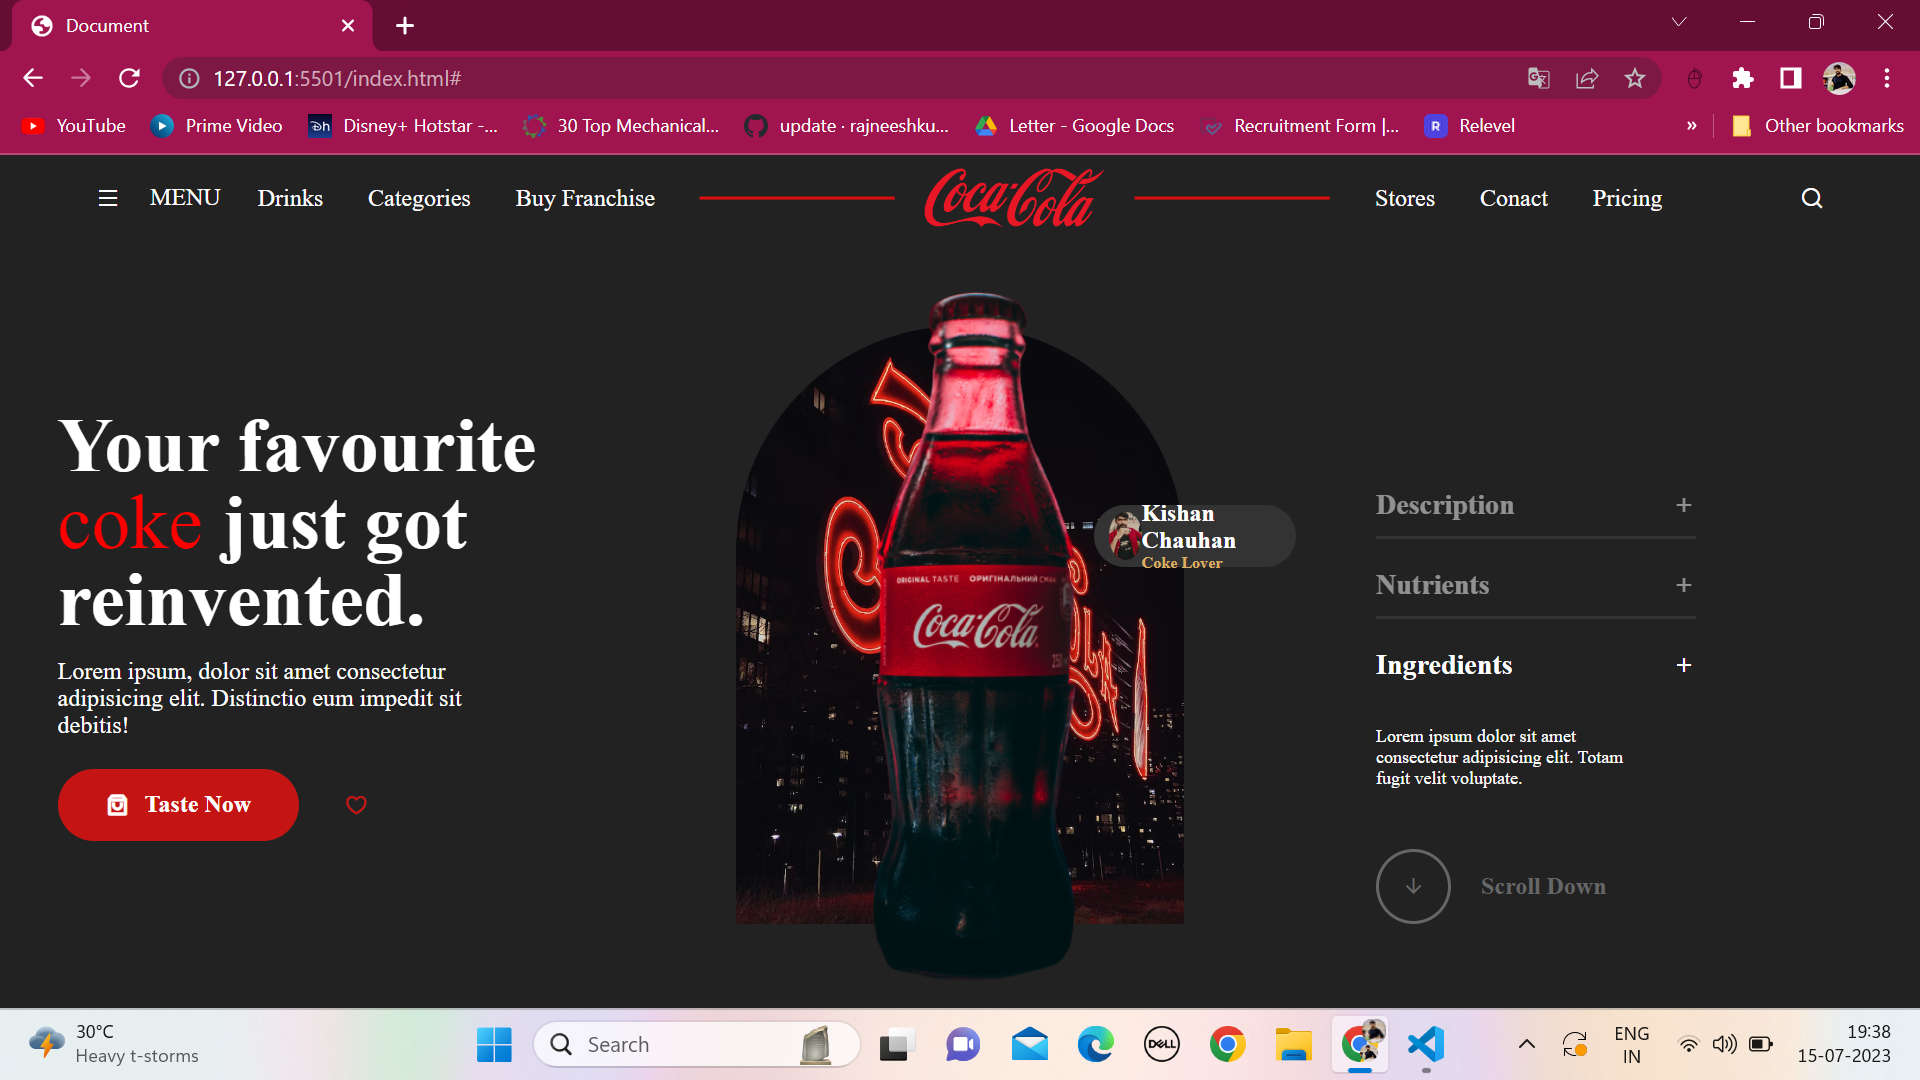 Document
127.0.0.1:5501/index.html#
YouTube
Prime Video
Disney+ Hotstar -...
30 Top Mechanical...
update · rajneeshku...
Letter - Google Docs
Recruitment Form |...
R
Relevel
»
Other bookmarks
MENU
Drinks
Categories
Buy Franchise
Coca-Cola
Stores
Conact
Pricing
Your favourite
coke just got
reinvented.
Lorem ipsum, dolor sit amet consectetur
adipisicing elit. Distinctio eum impedit sit
debitis!
Taste Now
ORIGINAL TASTE ОРИГІНАЛЬНИЙ СМАК
Coca-Cola
Kishan
Chauhan
Coke Lover
Description +
Nutrients +
Ingredients +
Lorem ipsum dolor sit amet
consectetur adipisicing elit. Totam
fugit velit voluptate.
Scroll Down
30°C
Heavy t-storms
Search
DELL
ENG
IN
19:38
15-07-2023